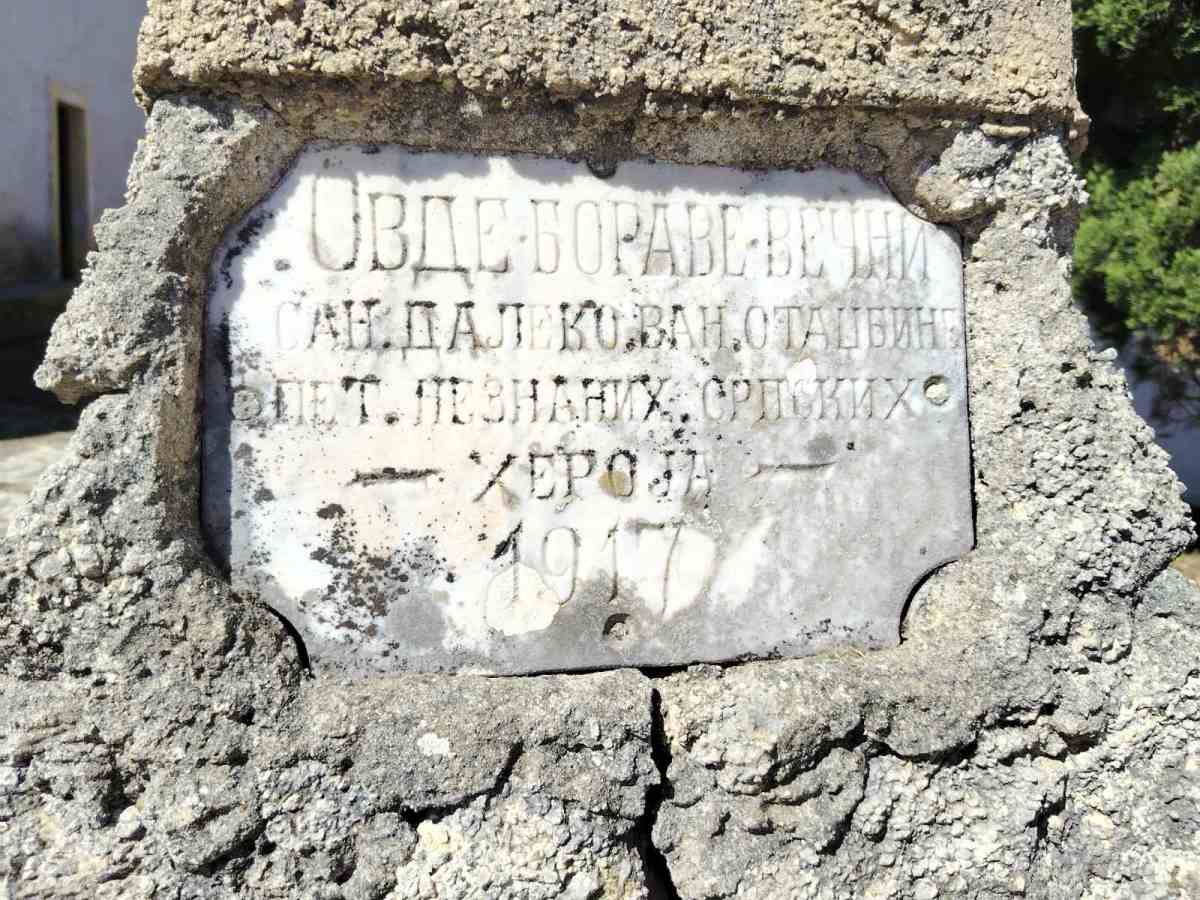 ОВДЕ·БОРАВЕ·ВЕЧНИ
САН.ДАЛЕКО.ВАН.ОТАЏБИНЕ
ПЕТ.НЕЗНАНИХ.СРПСКИХ
— ХЕРОЈА —
1917